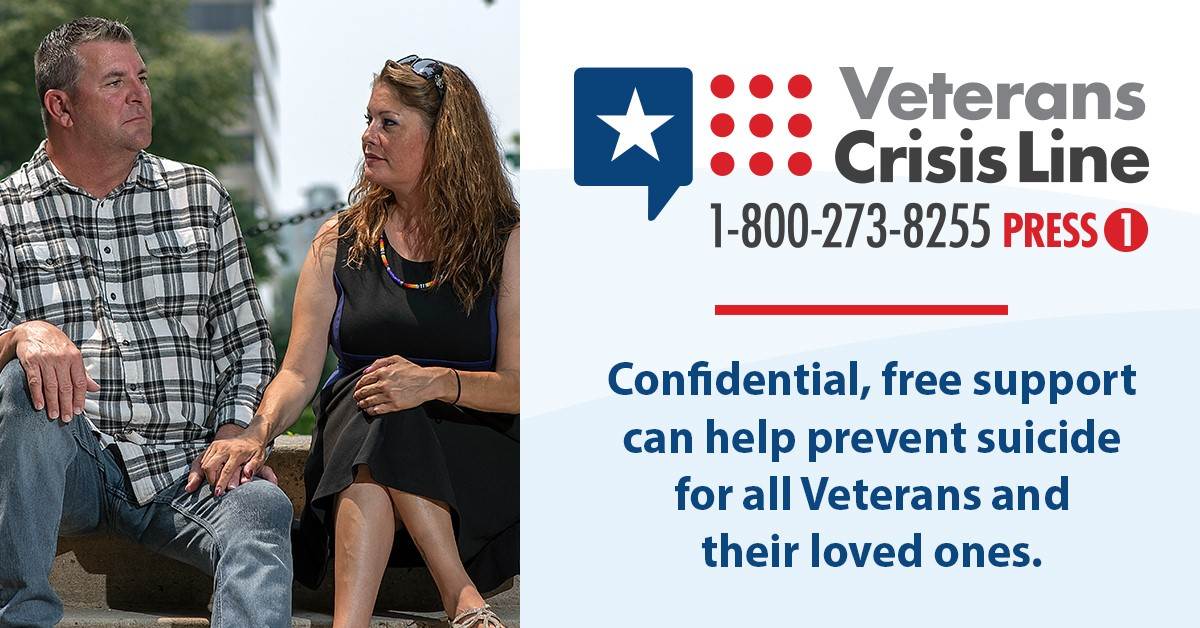 Veterans
Crisis Line
1-800-273-8255 PRESS 1
Confidential, free support
can help prevent suicide
for all Veterans and
their loved ones.